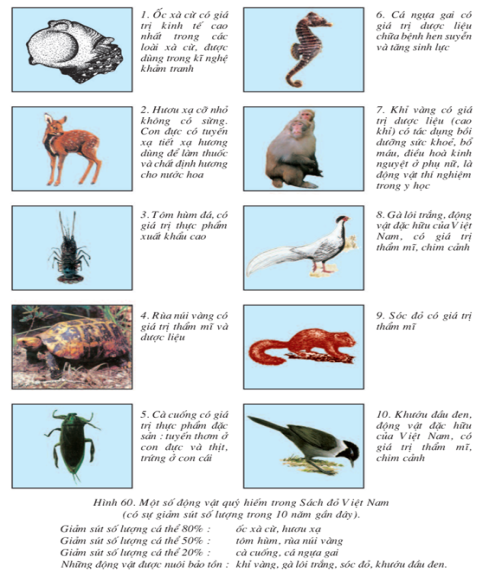 1. Ốc xà cừ có giá
trị kinh tế cao
nhất trong các
loài xà cừ, được
dùng trong kĩ nghệ
khảm tranh
2. Hươu xạ cỡ nhỏ
không có sừng.
Con đực có tuyến
xạ tiết xạ hương
dùng để làm thuốc
và chất định hương
cho nước hoa
3. Tôm hùm đá, có
giá trị thực phẩm
xuất khẩu cao
4. Rùa núi vàng có
giá trị thẩm mĩ và
dược liệu
5. Cà cuống có giá
trị thực phẩm đặc
sản : tuyến thơm ở
con đực và thịt,
trứng ở con cái
6. Cá ngựa gai có
giá trị dược liệu
chữa bệnh hen suyễn
và tăng sinh lực
7. Khỉ vàng có giá
trị dược liệu (cao
khỉ) có tác dụng bồi
dưỡng sức khoẻ, bổ
máu, điều hoà kinh
nguyệt ở phụ nữ, là
động vật thí nghiệm
trong y học
8. Gà lôi trắng, động
vật đặc hữu của Việt
Nam, có giá trị
thẩm mĩ, chim cảnh
9. Sóc đỏ có giá trị
thẩm mĩ
10. Khướu đầu đen,
động vật đặc hữu
của Việt Nam, có
giá trị thẩm mĩ,
chim cảnh
Hình 60. Một số động vật quý hiếm trong Sách đỏ Việt Nam
(có sự giảm sút số lượng trong 10 năm gần đây).
Giảm sút số lượng cá thể 80% : ốc xà cừ, hươu xạ
Giảm sút số lượng cá thể 50% : tôm hùm, rùa núi vàng
Giảm sút số lượng cá thể 20% : cà cuống, cá ngựa gai
Những động vật được nuôi bảo tồn : khỉ vàng, gà lôi trắng, sóc đỏ, khướu đầu đen.